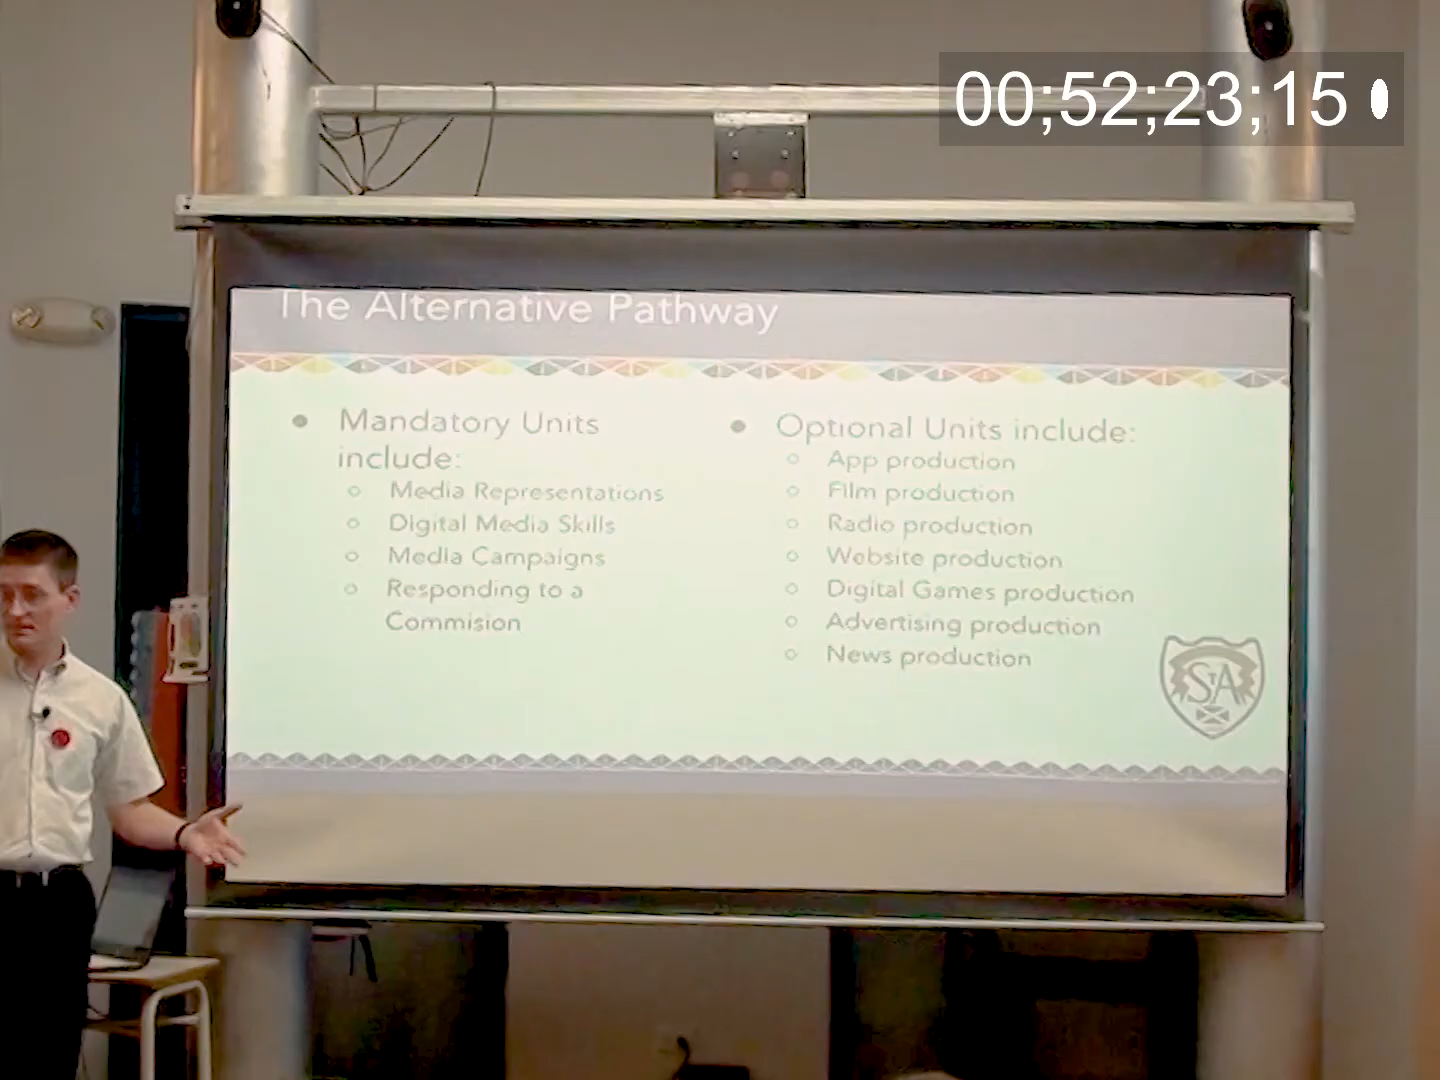 00;52;23;15
The Alternative Pathway
Mandatory Units
include:
Media Representations
Digital Media Skills
Media Campaigns
Responding to a
Commision
Optional Units include:
App production
Film production
Radio production
Website production
Digital Games production
Advertising production
News production
STA